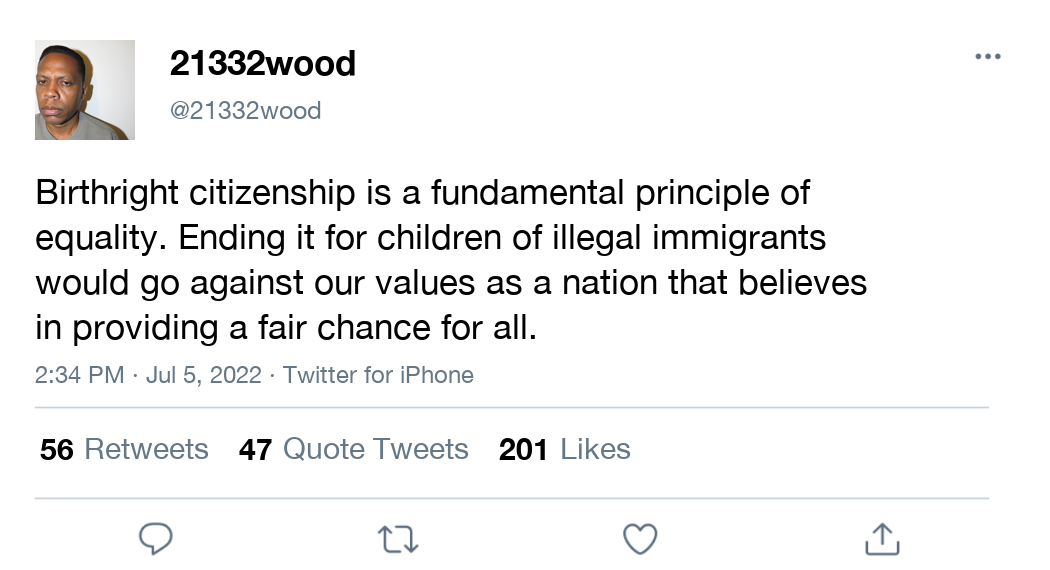 21332wood
@21332wood
Birthright citizenship is a fundamental principle of
equality. Ending it for children of illegal immigrants
would go against our values as a nation that believes
in providing a fair chance for all.
2:34 PM · Jul 5, 2022 · Twitter for iPhone
56 Retweets 47 Quote Tweets 201 Likes